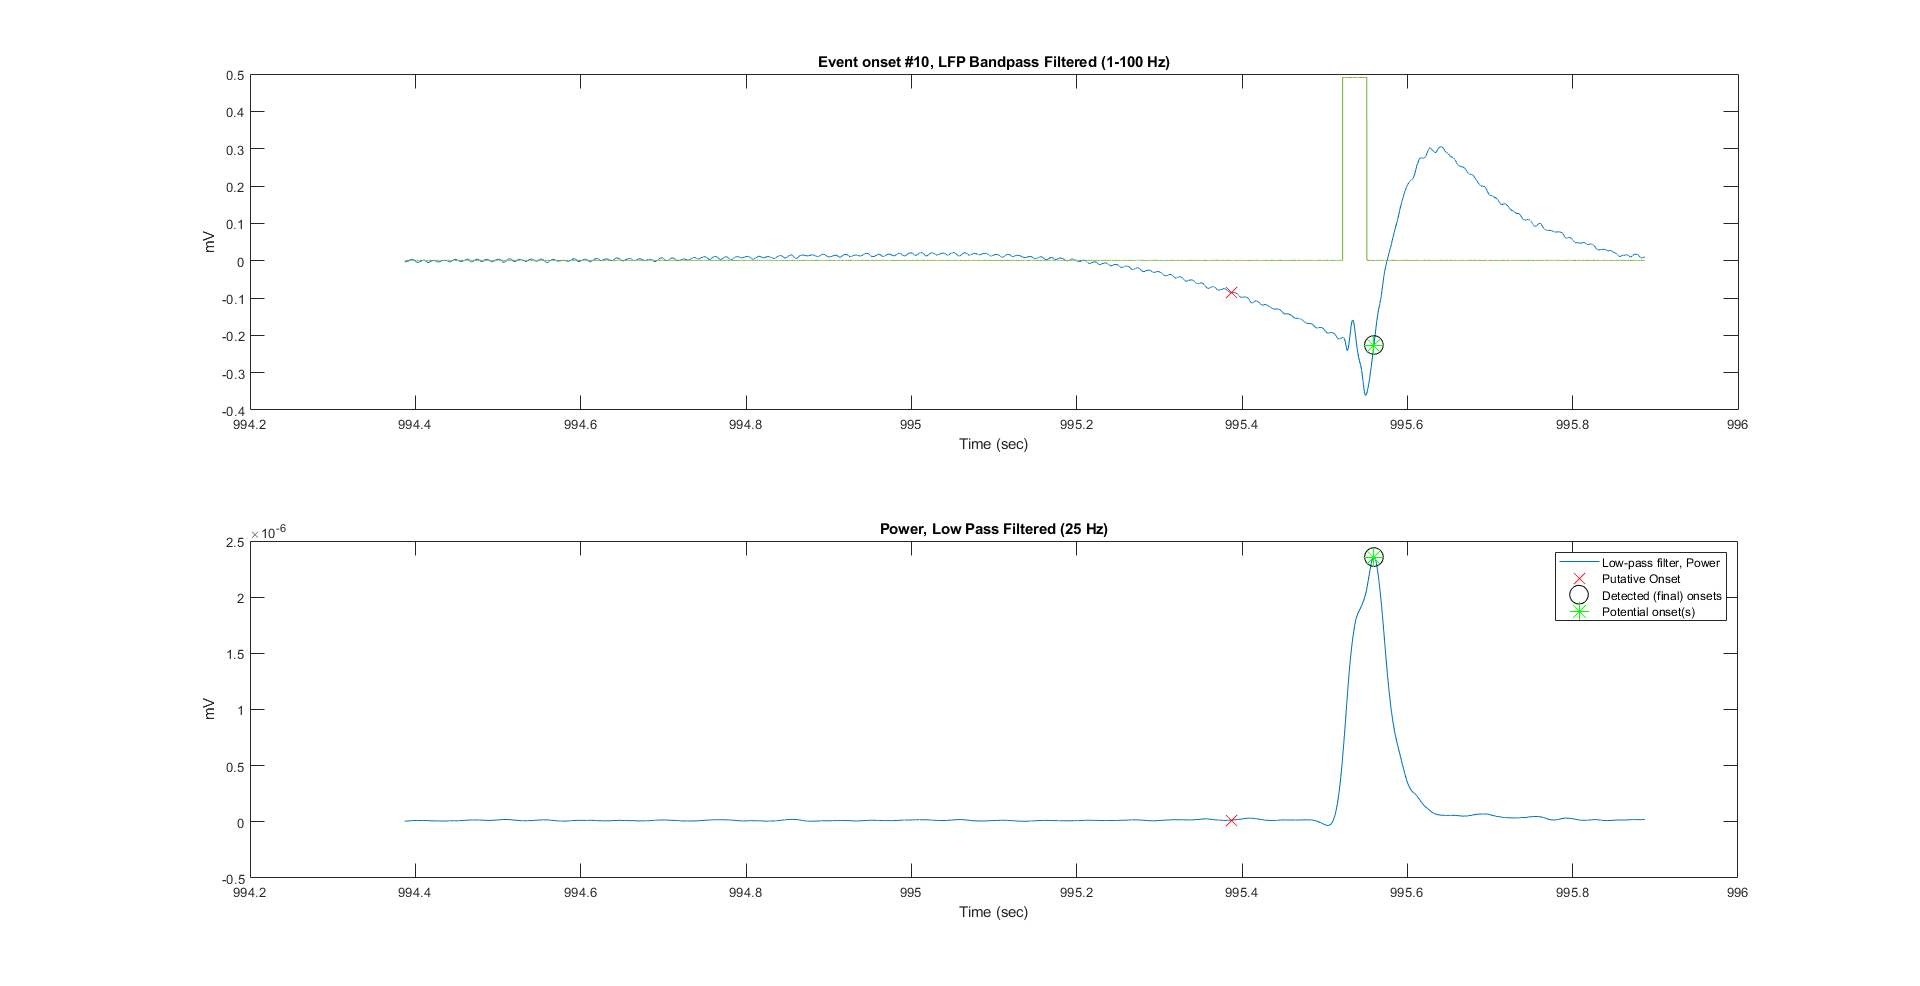 Event onset #10, LFP Bandpass Filtered (1-100 Hz)
0.5
0.4
0.3
0.2
0.1
0
-0.1
-0.2
-0.3
-0.4
mV
994.2 994.4 994.6 994.8 995 995.2 995.4 995.6 995.8 996
Time (sec)
Power, Low Pass Filtered (25 Hz)
×10^-6
2.5
2
1.5
1
0.5
0
-0.5
mV
Low-pass filter, Power
Putative Onset
Detected (final) onsets
Potential onset(s)
994.2 994.4 994.6 994.8 995 995.2 995.4 995.6 995.8 996
Time (sec)